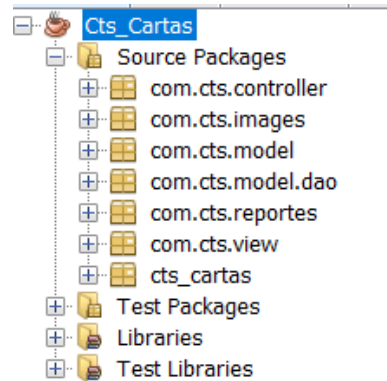 Cts_Cartas
Source Packages
com.cts.controller
com.cts.images
com.cts.model
com.cts.model.dao
com.cts.reportes
com.cts.view
cts_cartas
Test Packages
Libraries
Test Libraries